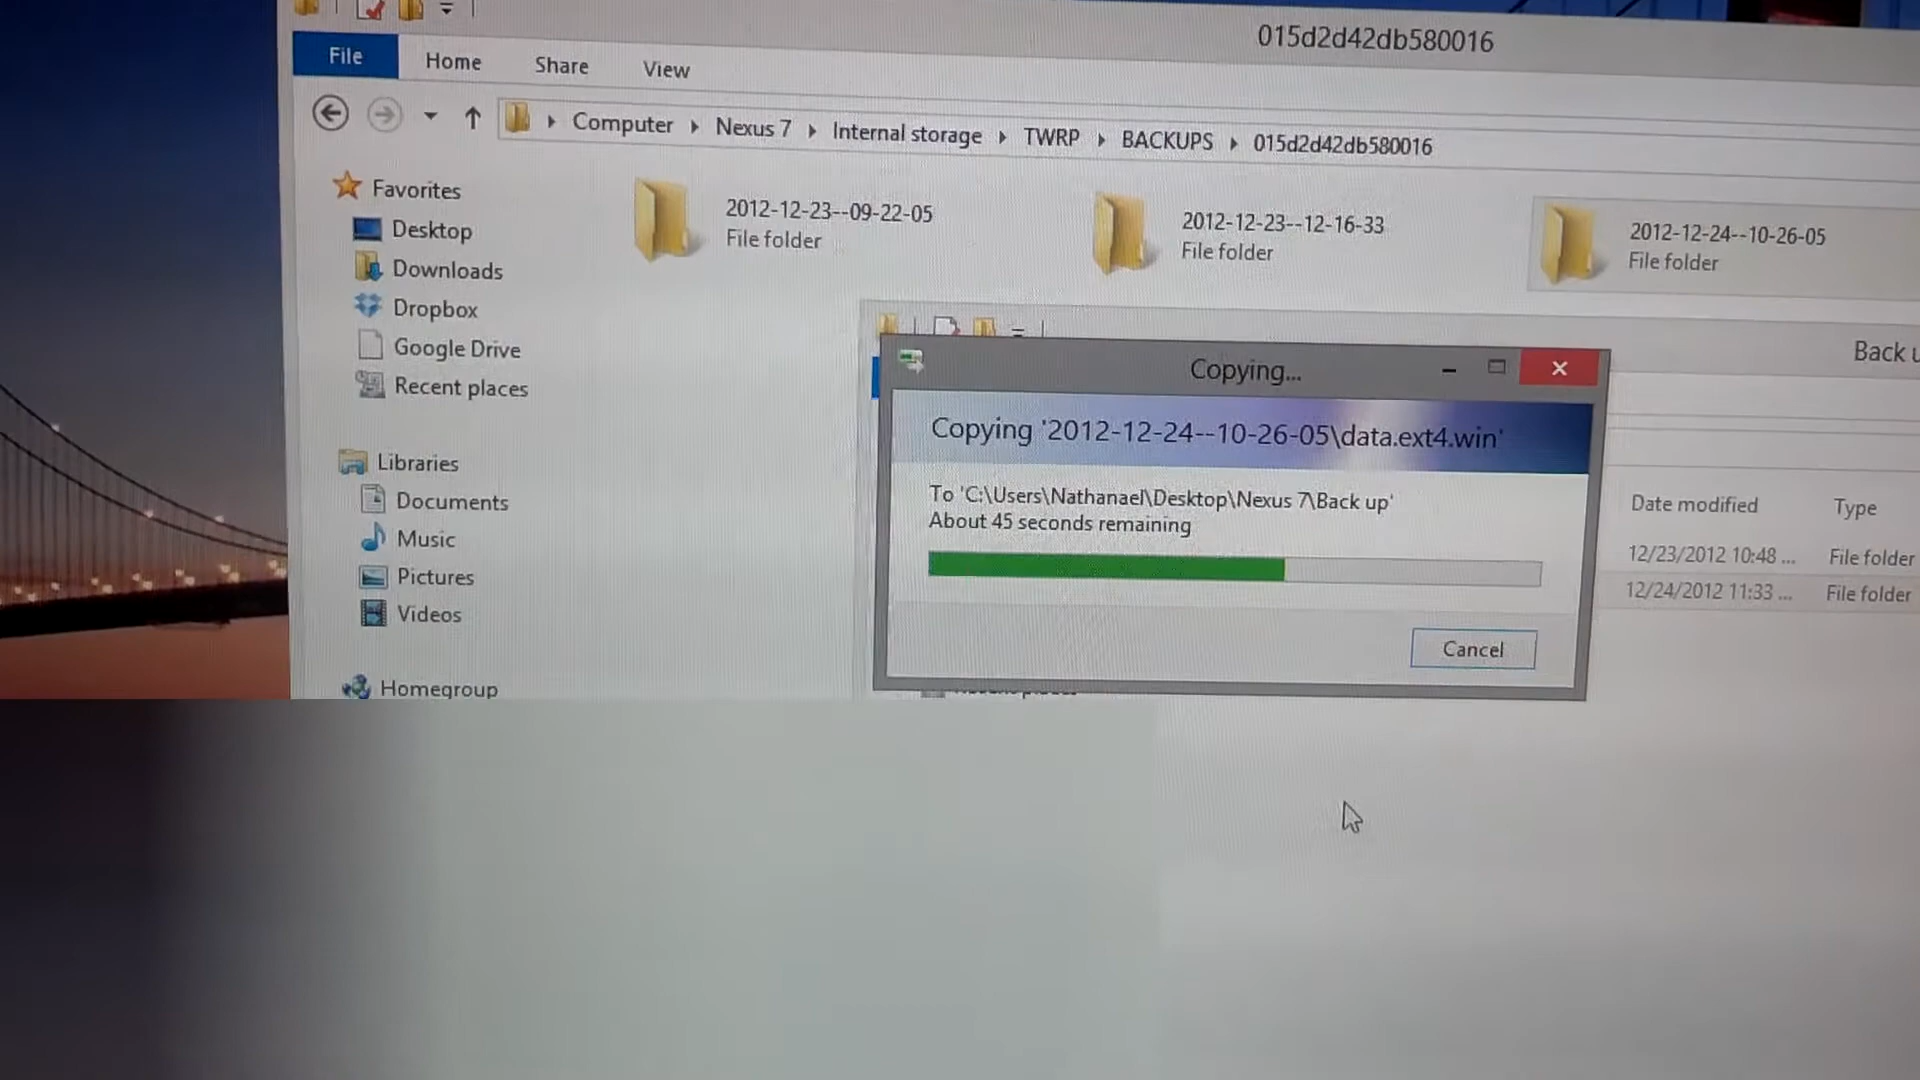 015d2d42db580016
File Home Share View
Computer Nexus 7 Internal storage TWRP BACKUPS 015d2d42db580016
Favorites
Desktop
Downloads
Dropbox
Google Drive
Recent places
Libraries
Documents
Music
Pictures
Videos
Homegroup
2012-12-23--09-22-05
File folder
2012-12-23--12-16-33
File folder
2012-12-24--10-26-05
File folder
Back u
Copying...
Copying '2012-12-24--10-26-05\data.ext4.win'
To 'C:\Users\Nathanael\Desktop\Nexus 7\Back up'
About 45 seconds remaining
Cancel
Date modified Type
12/23/2012 10:48 ... File folder
12/24/2012 11:33 ... File folder